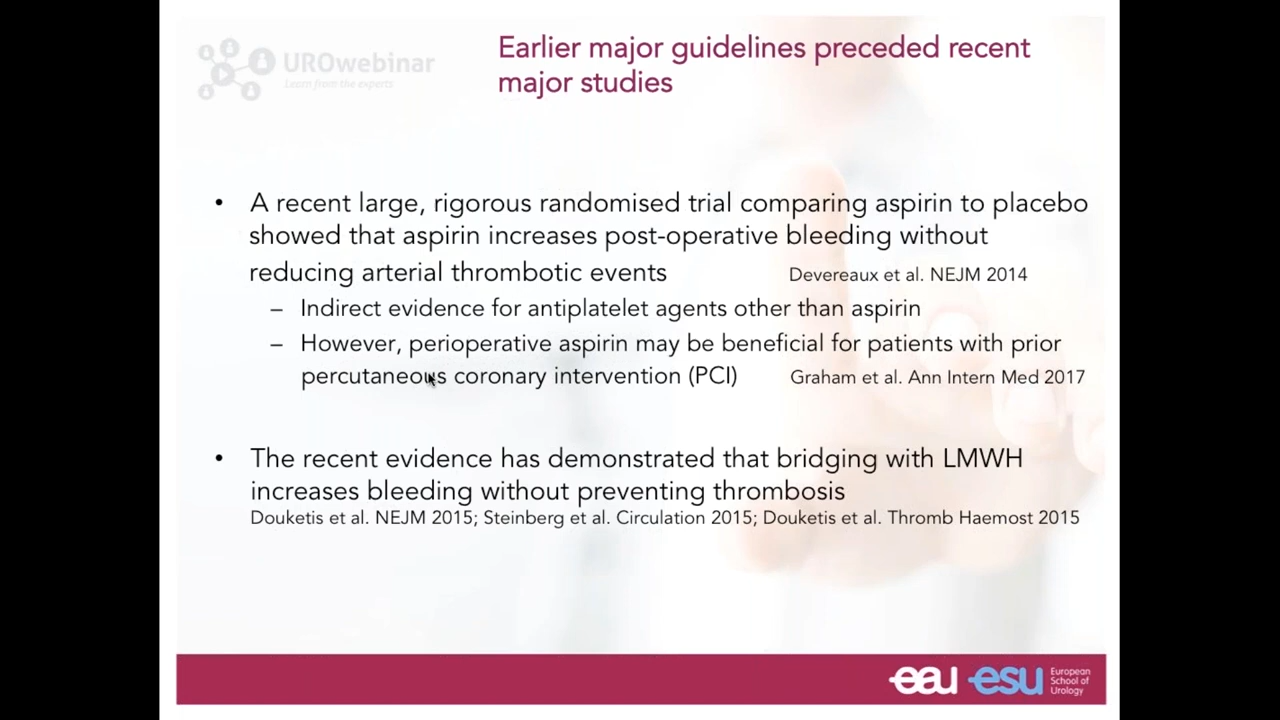 UROwebinar
Learn from the experts
Earlier major guidelines preceded recent
major studies
• A recent large, rigorous randomised trial comparing aspirin to placebo
showed that aspirin increases post-operative bleeding without
reducing arterial thrombotic events Devereaux et al. NEJM 2014
– Indirect evidence for antiplatelet agents other than aspirin
– However, perioperative aspirin may be beneficial for patients with prior
percutaneous coronary intervention (PCI) Graham et al. Ann Intern Med 2017
• The recent evidence has demonstrated that bridging with LMWH
increases bleeding without preventing thrombosis
Douketis et al. NEJM 2015; Steinberg et al. Circulation 2015; Douketis et al. Thromb Haemost 2015
eau esu European
School of
Urology